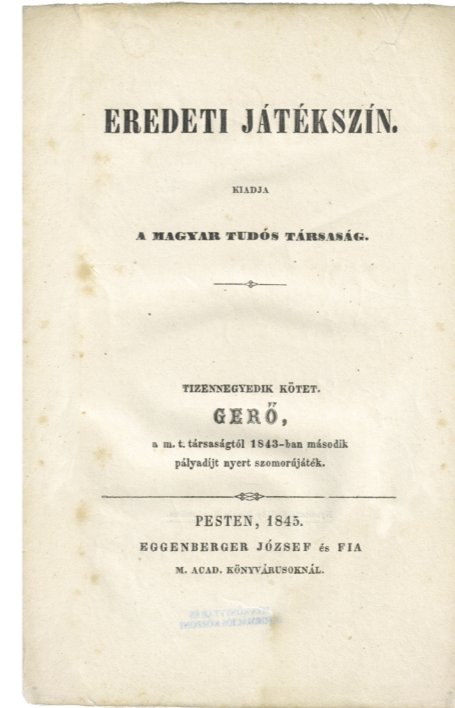 EREDETI JÁTÉKSZÍN.
KIADJA
A MAGYAR TUDÓS TÁRSASÁG.
TIZENNEGYEDIK KÖTET.
GERŐ,
a m. t. társaságtól 1843-ban második
pályadíjt nyert szomorújáték.
PESTEN, 1845.
EGGENBERGER JÓZSEF és FIA
M. ACAD. KÖNYVÁRUSOKNÁL.